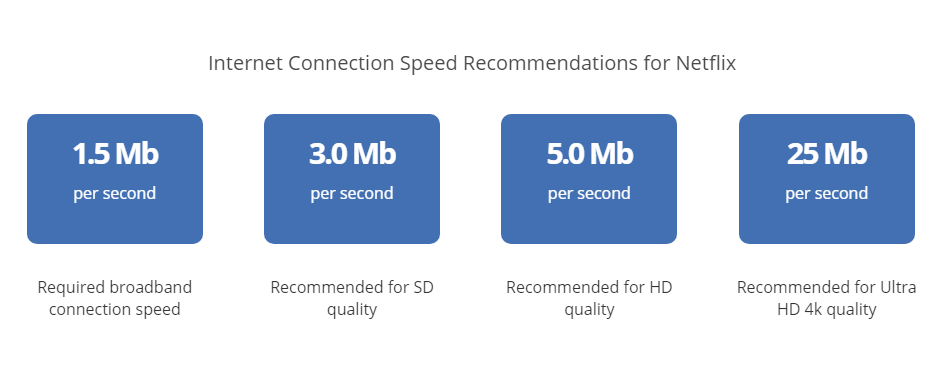 Internet Connection Speed Recommendations for Netflix
1.5 Mb
per second
Required broadband
connection speed
3.0 Mb
per second
Recommended for SD
quality
5.0 Mb
per second
Recommended for HD
quality
25 Mb
per second
Recommended for Ultra
HD 4k quality